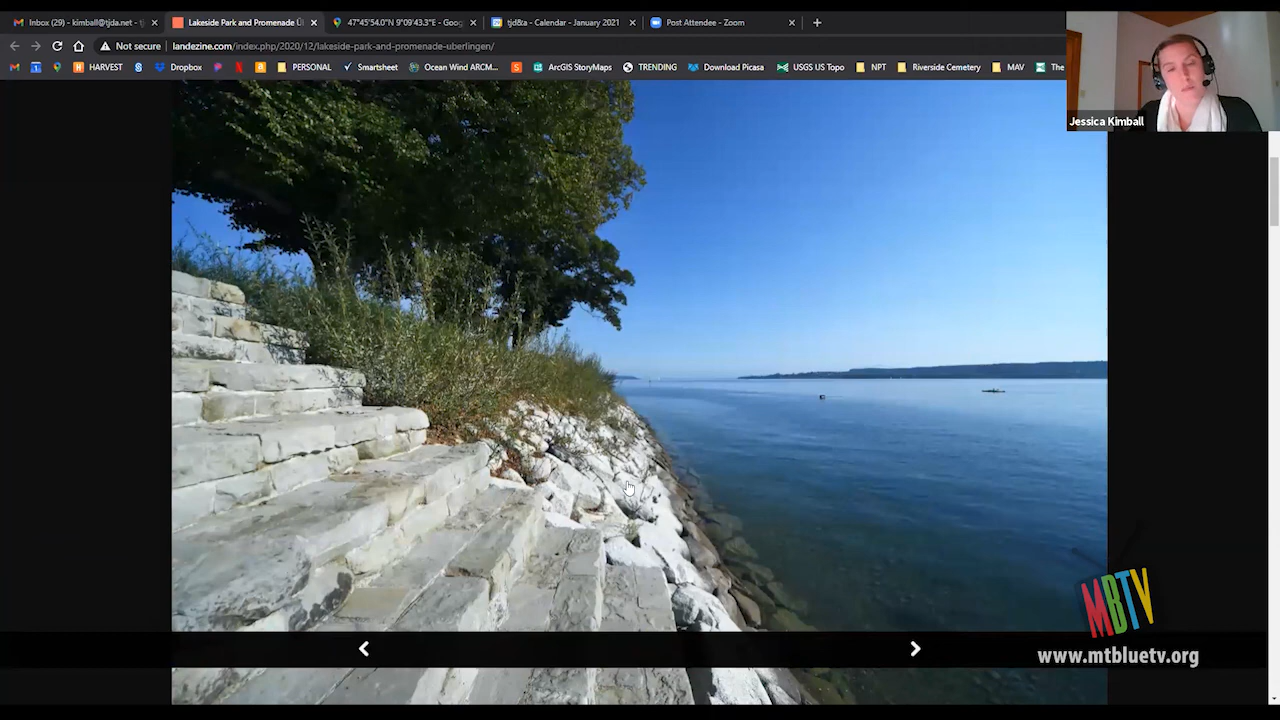 Inbox (29) - kimball@tjda.net - t
Lakeside Park and Promenade Ü
47°45'54.0"N 9°09'43.3"E - Goog
tjd&a - Calendar - January 2021
Post Attendee - Zoom
Not secure
landezine.com/index.php/2020/12/lakeside-park-and-promenade-uberlingen/
HARVEST
Dropbox
PERSONAL
Smartsheet
Ocean Wind ARCM...
ArcGIS StoryMaps
TRENDING
Download Picasa
USGS US Topo
NPT
Riverside Cemetery
MAV
The
Jessica Kimball
MBTV
www.mtbluetv.org